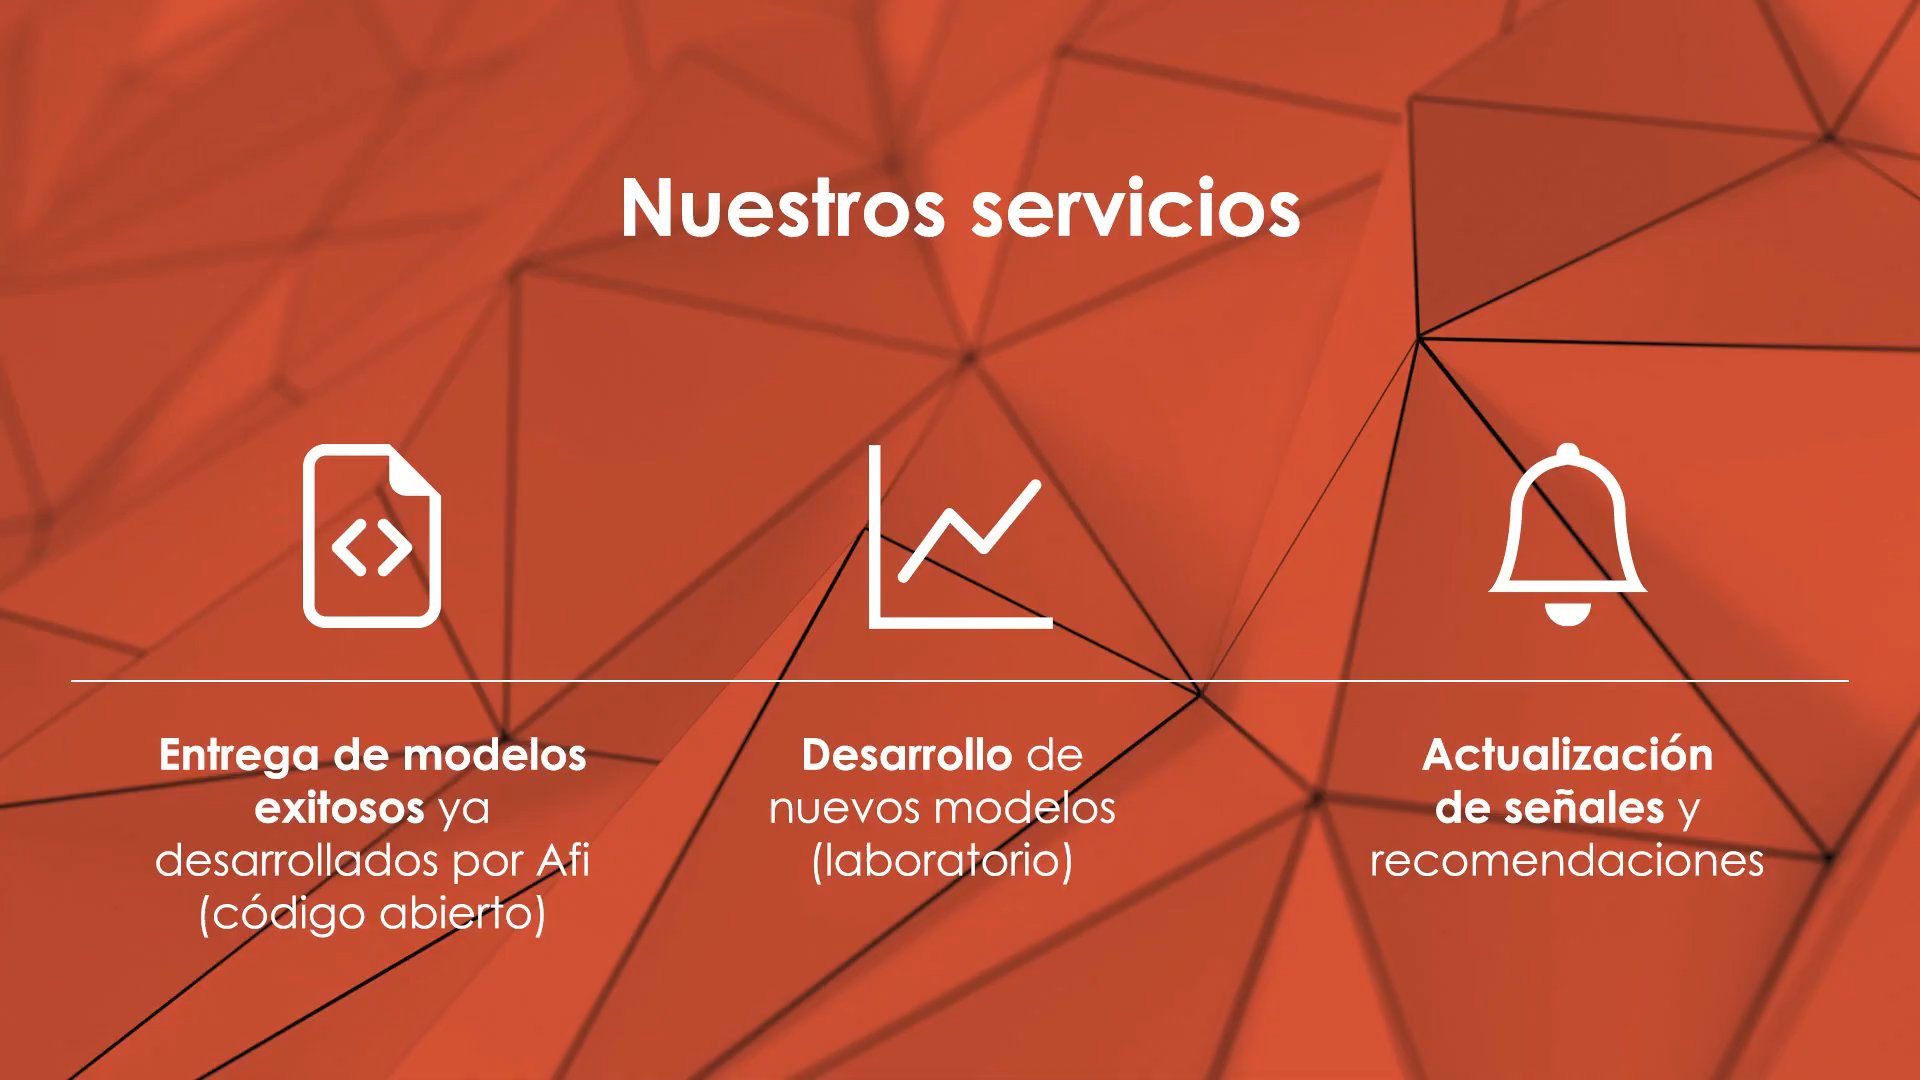 Nuestros servicios
Entrega de modelos
exitosos ya
desarrollados por Afi
(código abierto)
Desarrollo de
nuevos modelos
(laboratorio)
Actualización
de señales y
recomendaciones